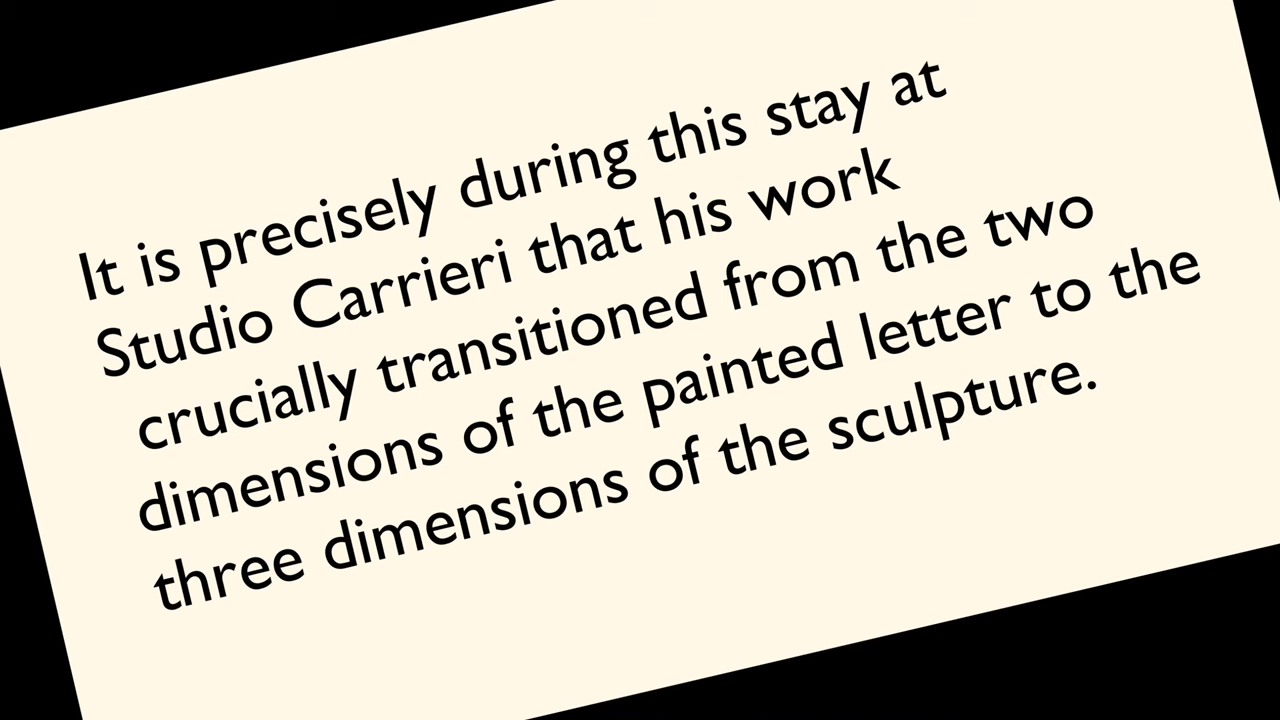 It is precisely during this stay at
Studio Carrieri that his work
crucially transitioned from the two
dimensions of the painted letter to the
three dimensions of the sculpture.